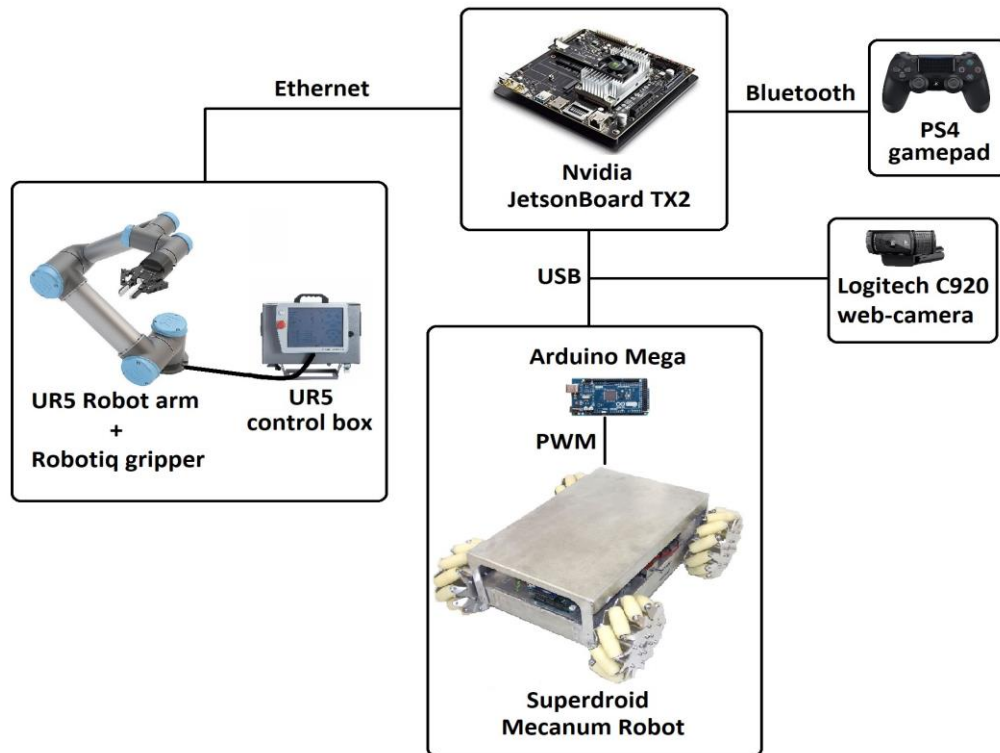 Ethernet
Bluetooth
PS4
gamepad
Nvidia
JetsonBoard TX2
USB
Logitech C920
web-camera
UR5 Robot arm
+
Robotiq gripper
UR5
control box
Arduino Mega
PWM
Superdroid
Mecanum Robot